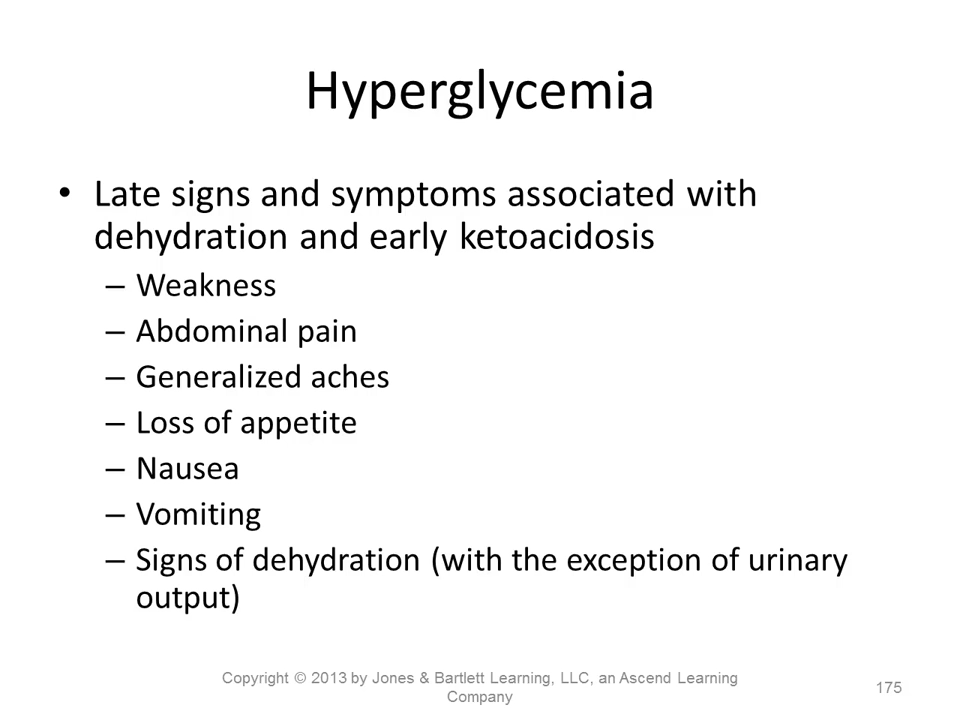 Hyperglycemia
• Late signs and symptoms associated with
dehydration and early ketoacidosis
– Weakness
– Abdominal pain
– Generalized aches
– Loss of appetite
– Nausea
– Vomiting
– Signs of dehydration (with the exception of urinary
output)
Copyright © 2013 by Jones & Bartlett Learning, LLC, an Ascend Learning
Company
175